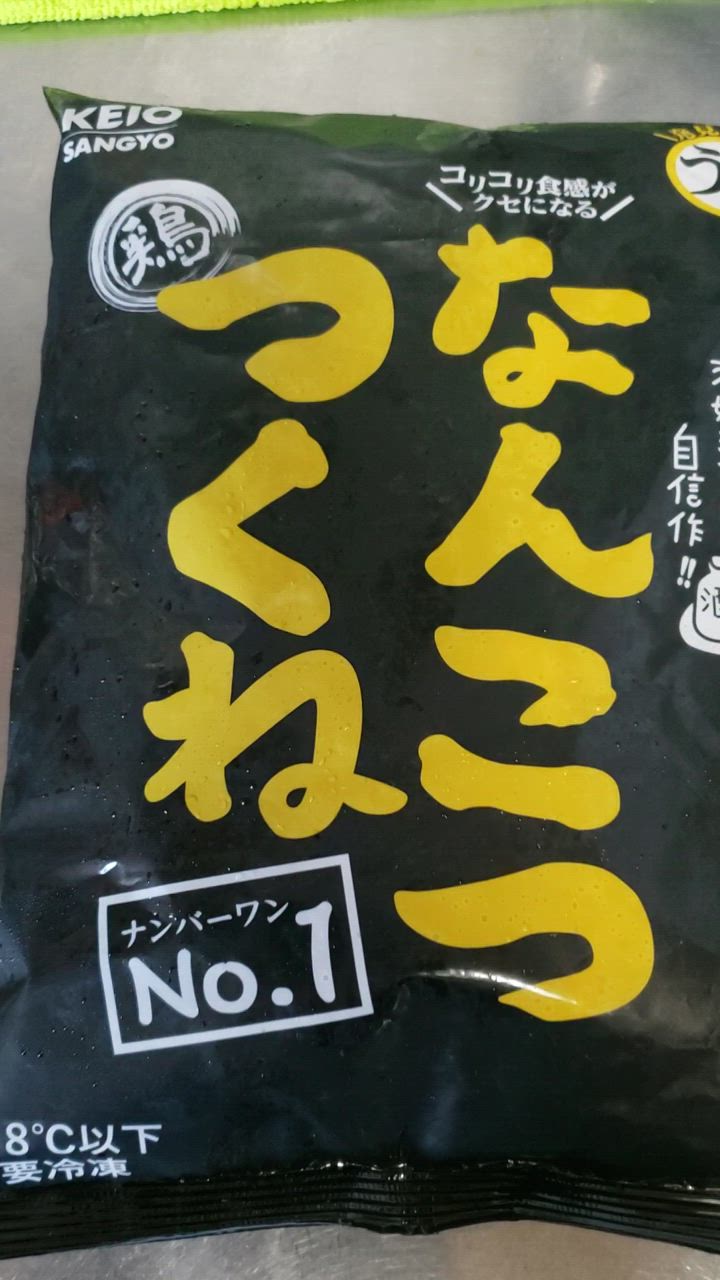 KEIO
SANGYO
鶏
コリコリ食感が
クセになる
なんこつ
つくね
自信作!!
ナンバーワン
No.1
8℃以下
要冷凍